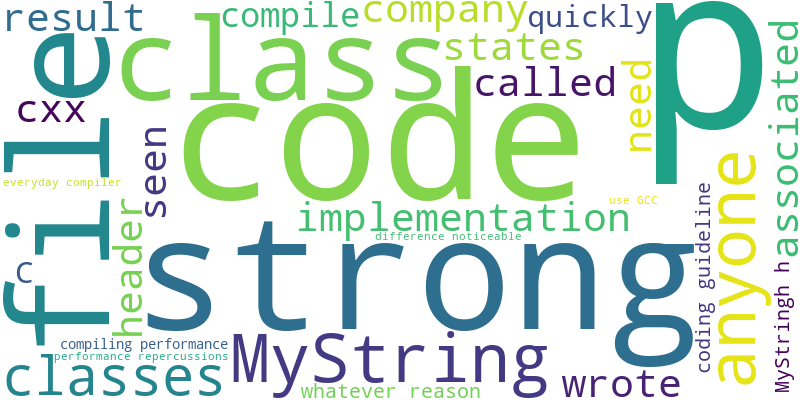 result
compile
company
quickly
p
file
class
states
called
cxx
code
need
associated
seen
everyday compiler
use GCC
anyone
header
implementation
difference noticeable
coding guideline
C
strong
MyStringh h
compiling performance
performance repercussions
MyString
classes
whatever reason
wrote